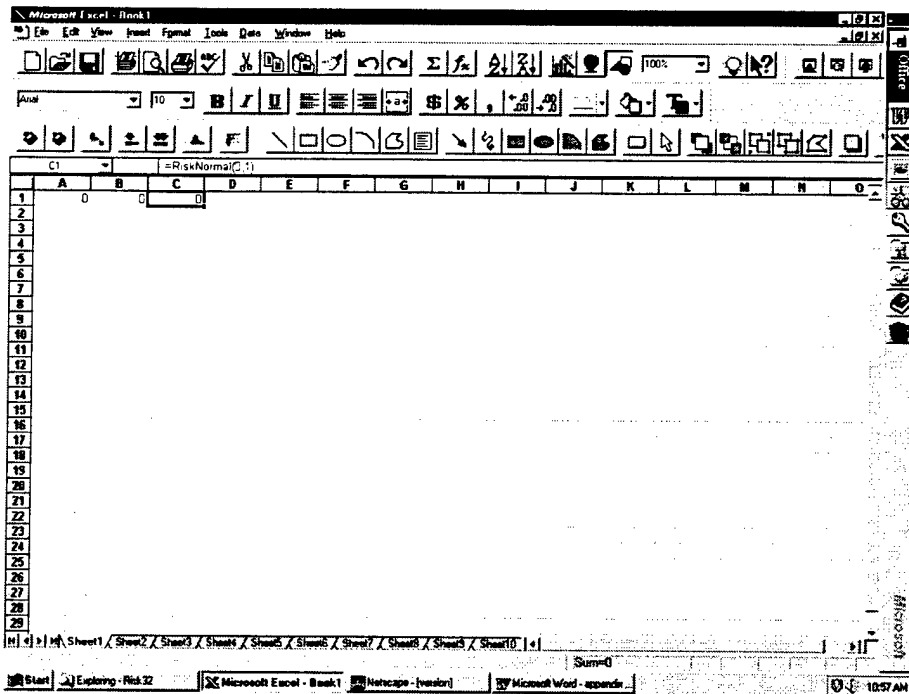 Microsoft Excel - Book1
File Edit View Insert Format Tools Data Window Help
100%
Arial 10 B I U $ % ,
C1 =RiskNormal(0,1)
A B C D E F G H I J K L M N O
1 0 0 0
2
3
4
5
6
7
8
9
10
11
12
13
14
15
16
17
18
19
20
21
22
23
24
25
26
27
28
29
Sheet1 Sheet2 Sheet3 Sheet4 Sheet5 Sheet6 Sheet7 Sheet8 Sheet9 Sheet10
Sum=0
Start Exploring - Risk32 Microsoft Excel - Book1 Netscape - [version] Microsoft Word - appendix... 10:57 AM
Office
Microsoft